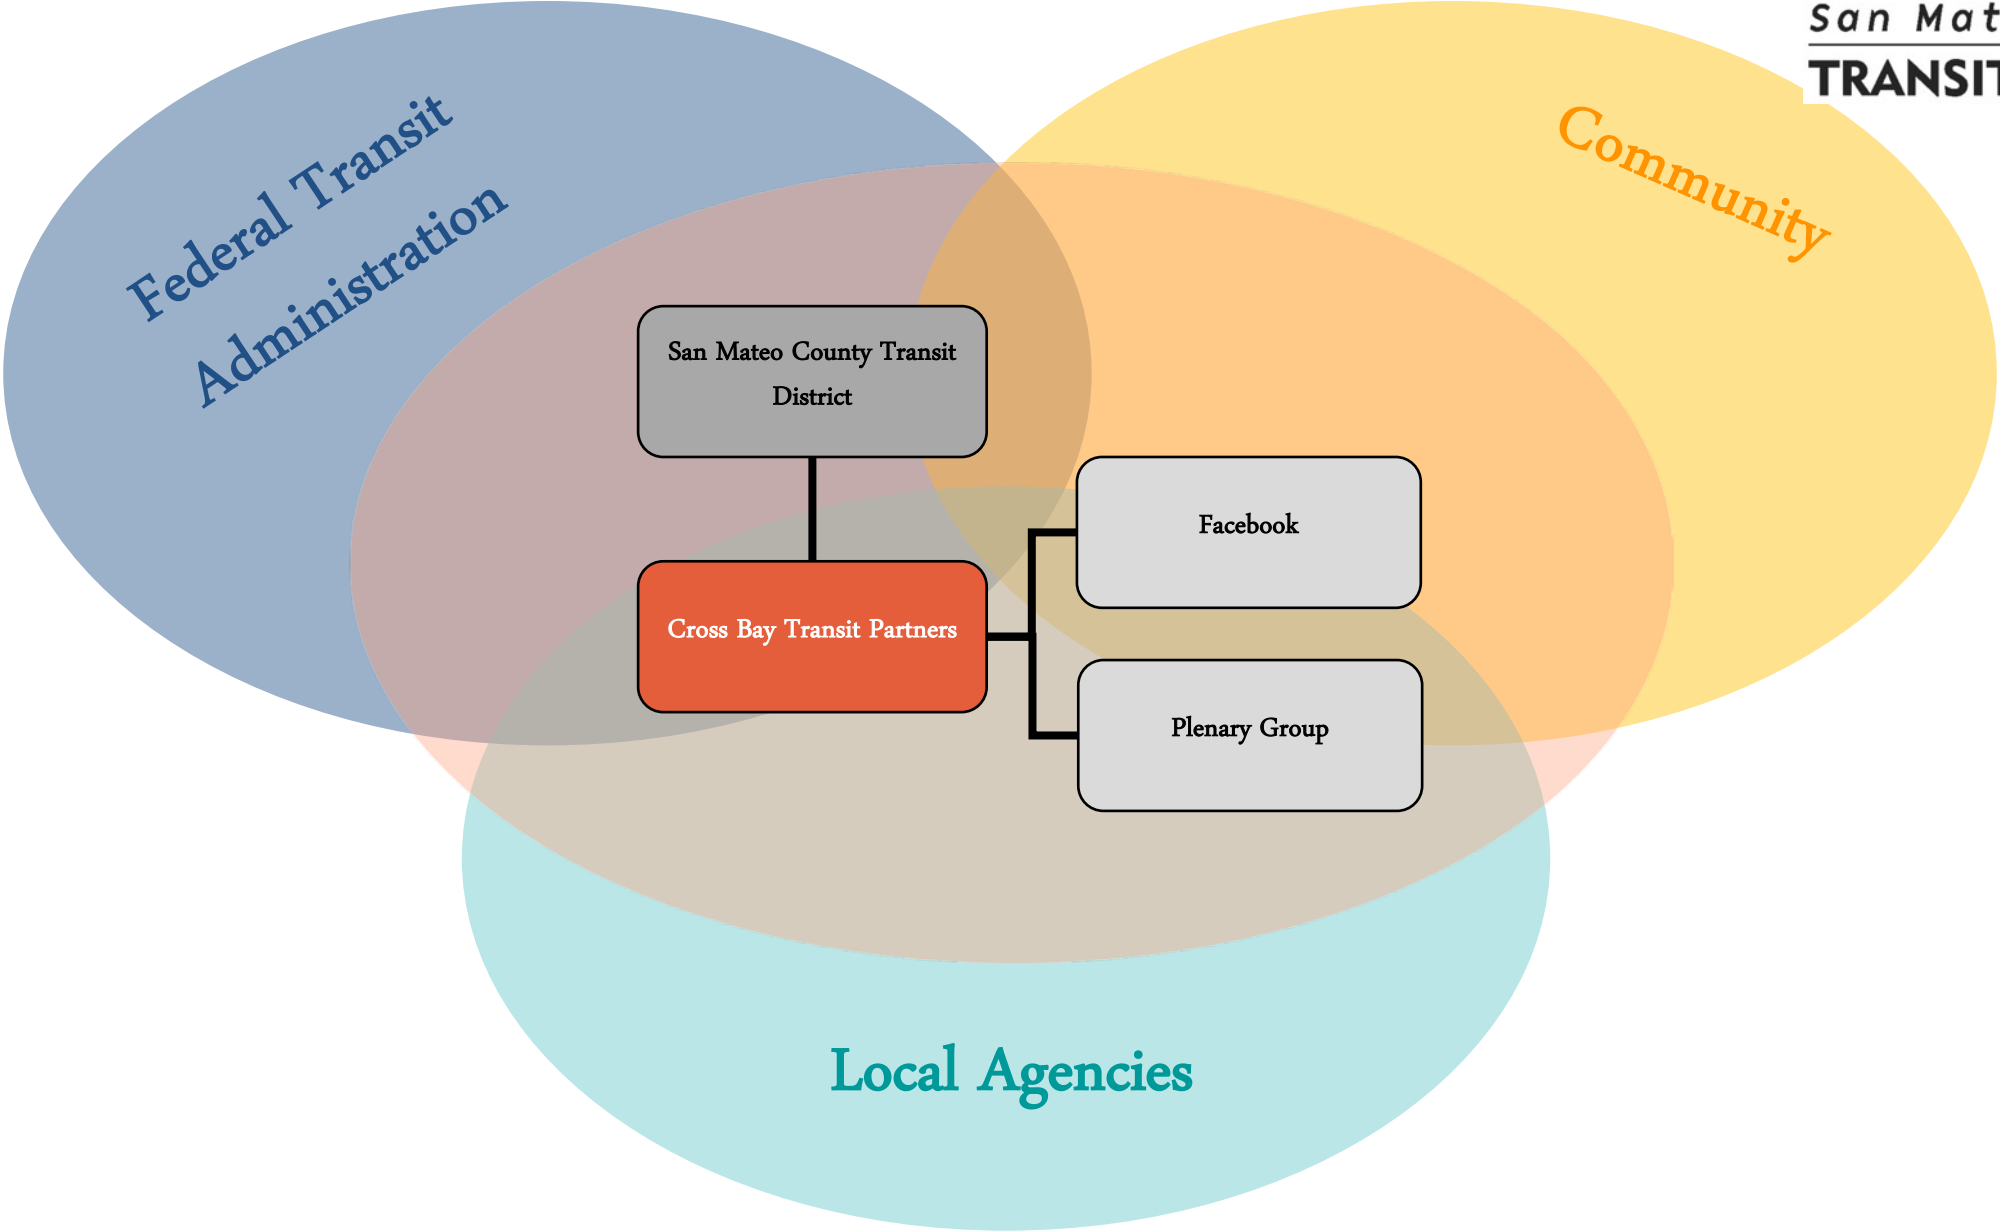 San Mat
TRANSIT
Federal Transit
Administration
Community
San Mateo County Transit
District
Facebook
Cross Bay Transit Partners
Plenary Group
Local Agencies